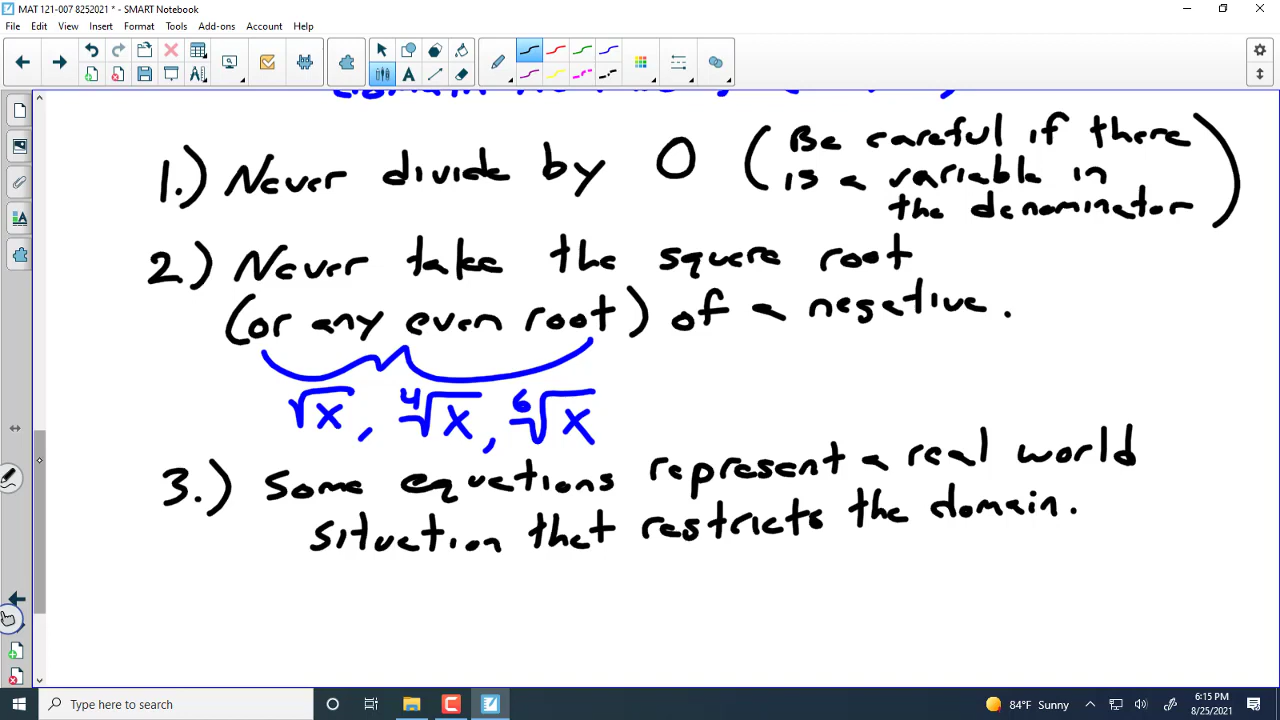 MAT 121-007 8252021 * - SMART Notebook
File Edit View Insert Format Tools Add-ons Account Help
1.) Never divide by 0 (Be careful if there
is a variable in
the denominator)
2.) Never take the square root
(or any even root) of a negative.
√x, ⁴√x, ⁶√x
3.) Some equations represent a real world
situation that restricts the domain.
Type here to search
84°F Sunny
6:15 PM
8/25/2021